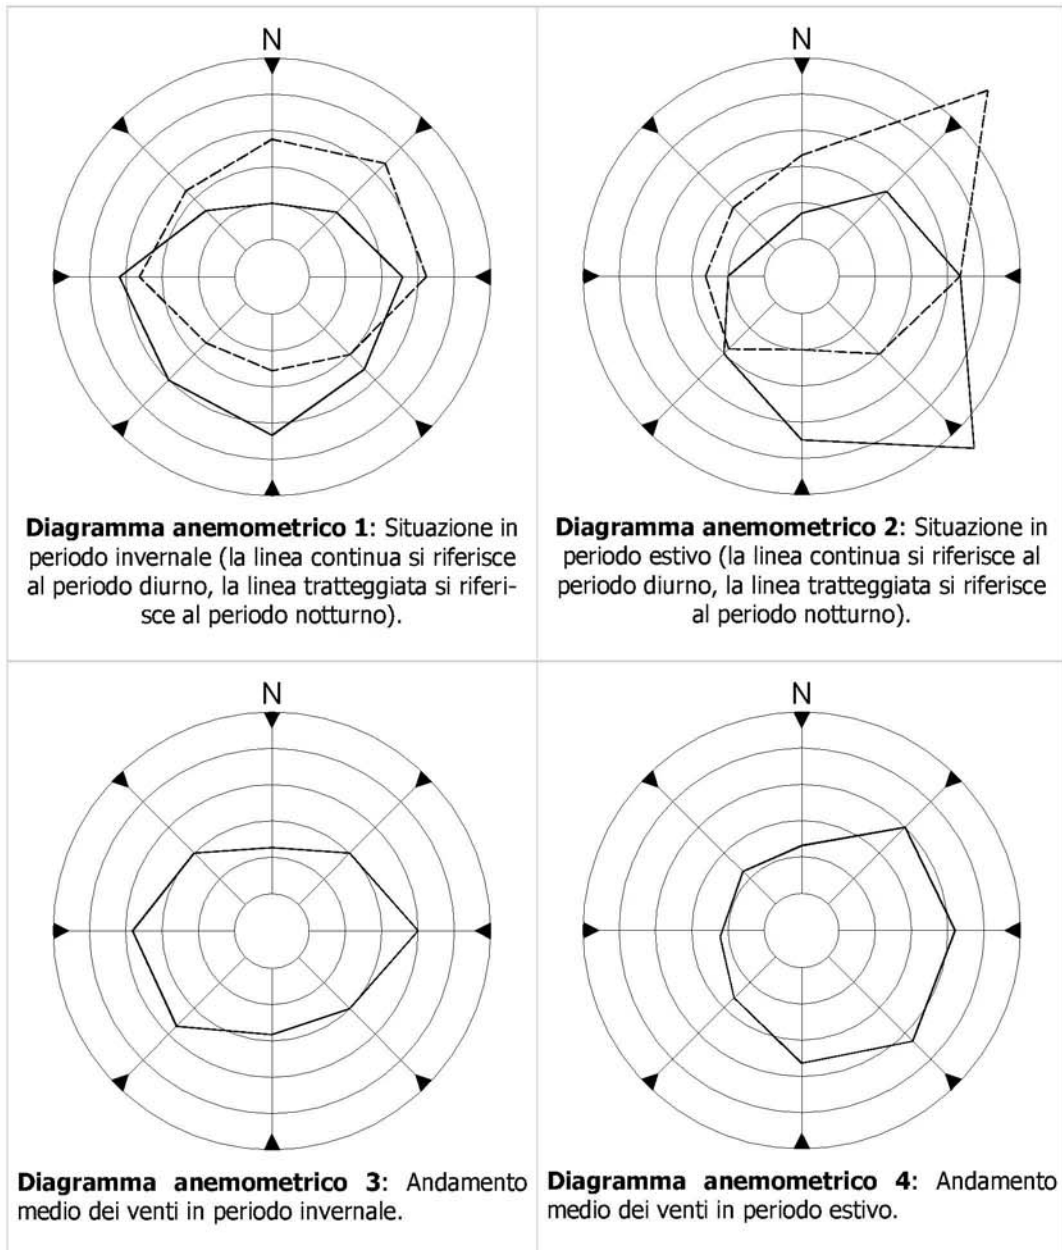 N
Diagramma anemometrico 1: Situazione in
periodo invernale (la linea continua si riferisce
al periodo diurno, la linea tratteggiata si riferi-
sce al periodo notturno).
N
Diagramma anemometrico 2: Situazione in
periodo estivo (la linea continua si riferisce al
periodo diurno, la linea tratteggiata si riferisce
al periodo notturno).
N
Diagramma anemometrico 3: Andamento
medio dei venti in periodo invernale.
N
Diagramma anemometrico 4: Andamento
medio dei venti in periodo estivo.